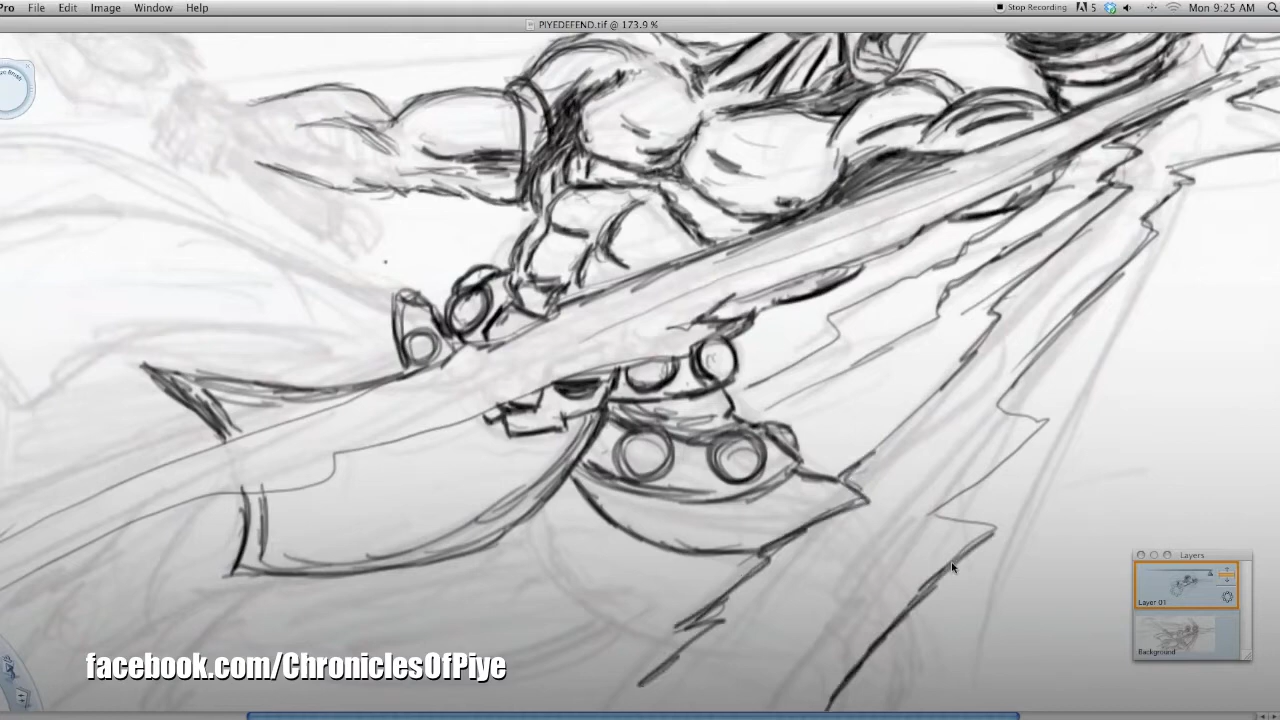 Pro File Edit Image Window Help
Stop Recording 5 Mon 9:25 AM
PIYEDEFEND.tif @ 173.9 %
Layers
Layer 01
Background
facebook.com/ChroniclesOfPiye